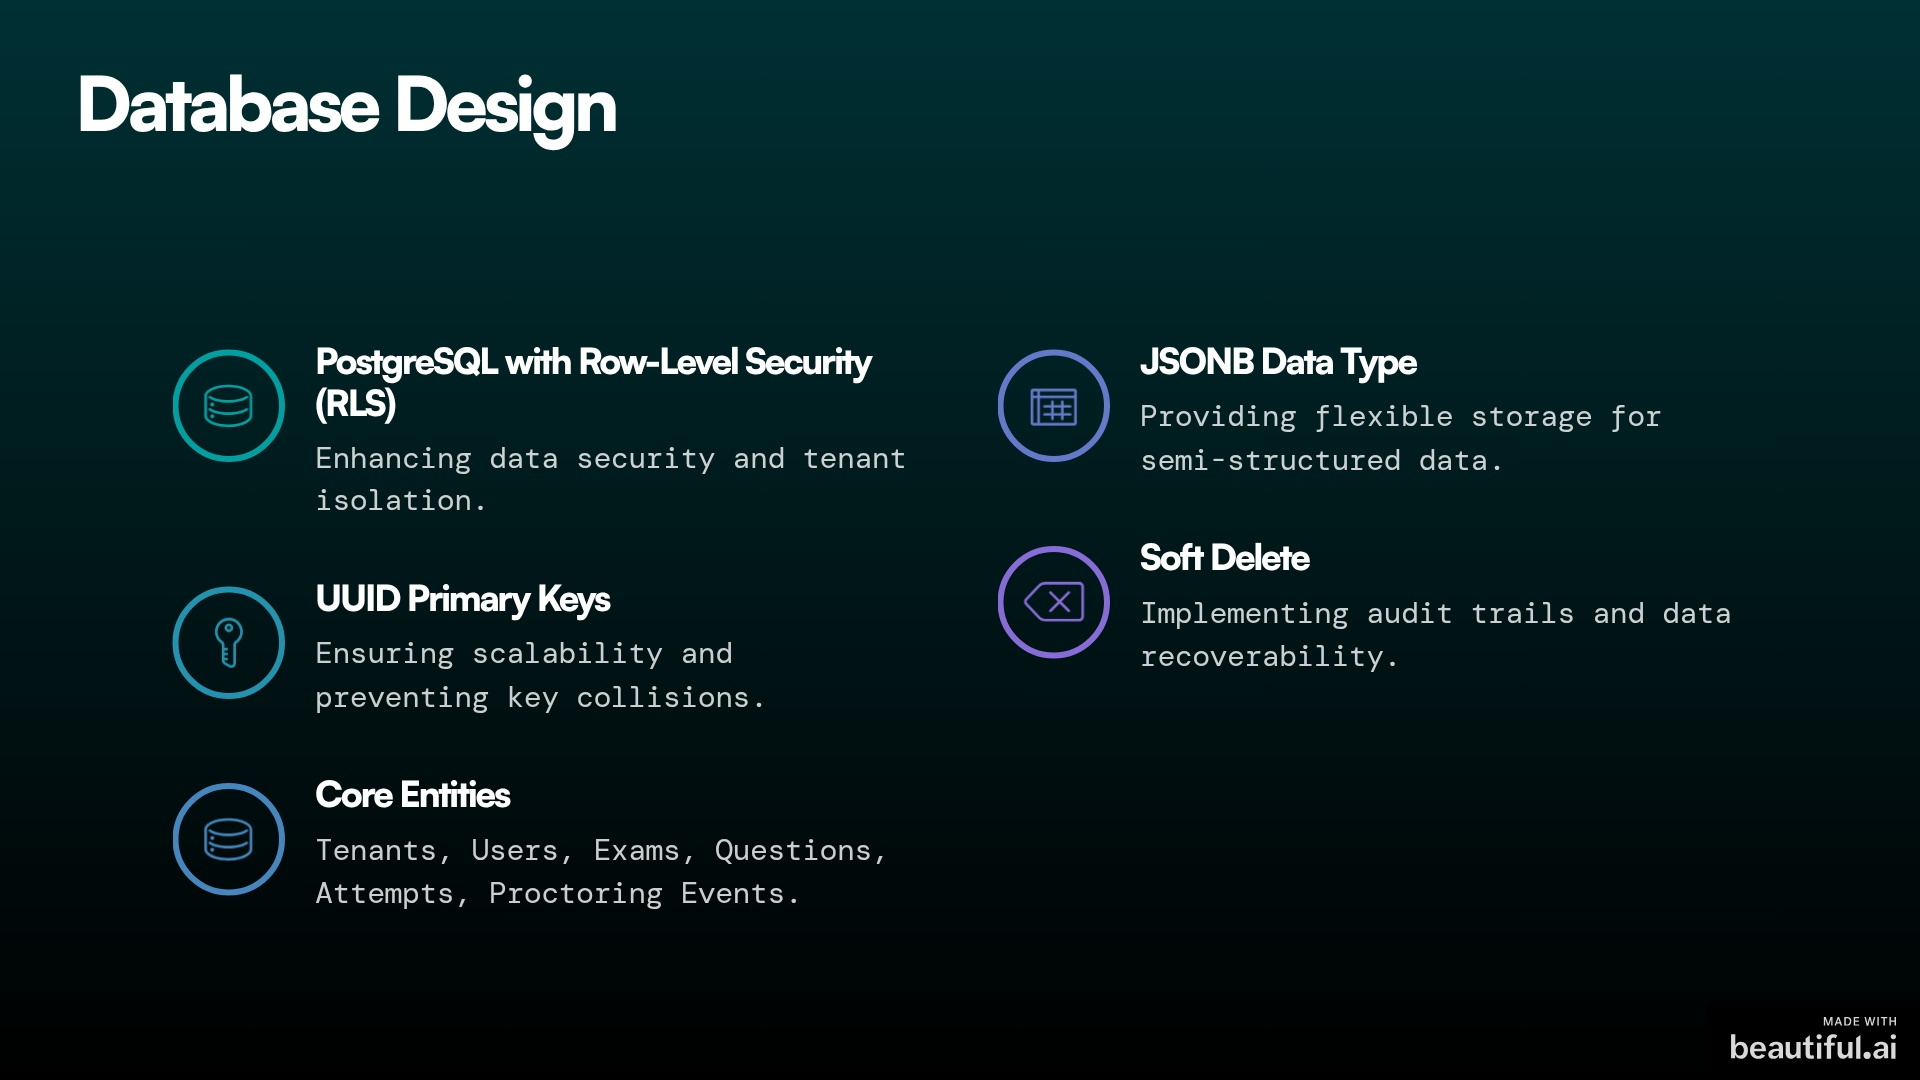 Database Design
PostgreSQL with Row-Level Security
(RLS)
Enhancing data security and tenant
isolation.
UUID Primary Keys
Ensuring scalability and
preventing key collisions.
Core Entities
Tenants, Users, Exams, Questions,
Attempts, Proctoring Events.
JSONB Data Type
Providing flexible storage for
semi-structured data.
Soft Delete
Implementing audit trails and data
recoverability.
MADE WITH
beautiful.ai